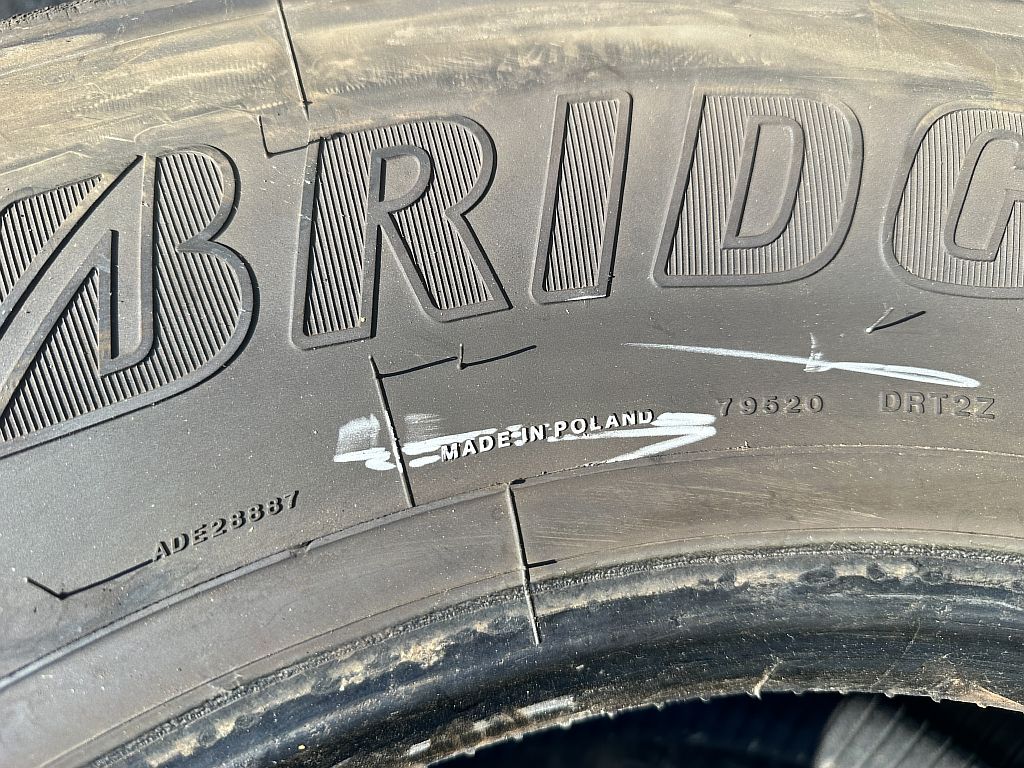 BRIDG
79520 DRT2Z
MADE IN POLAND
ADE28887